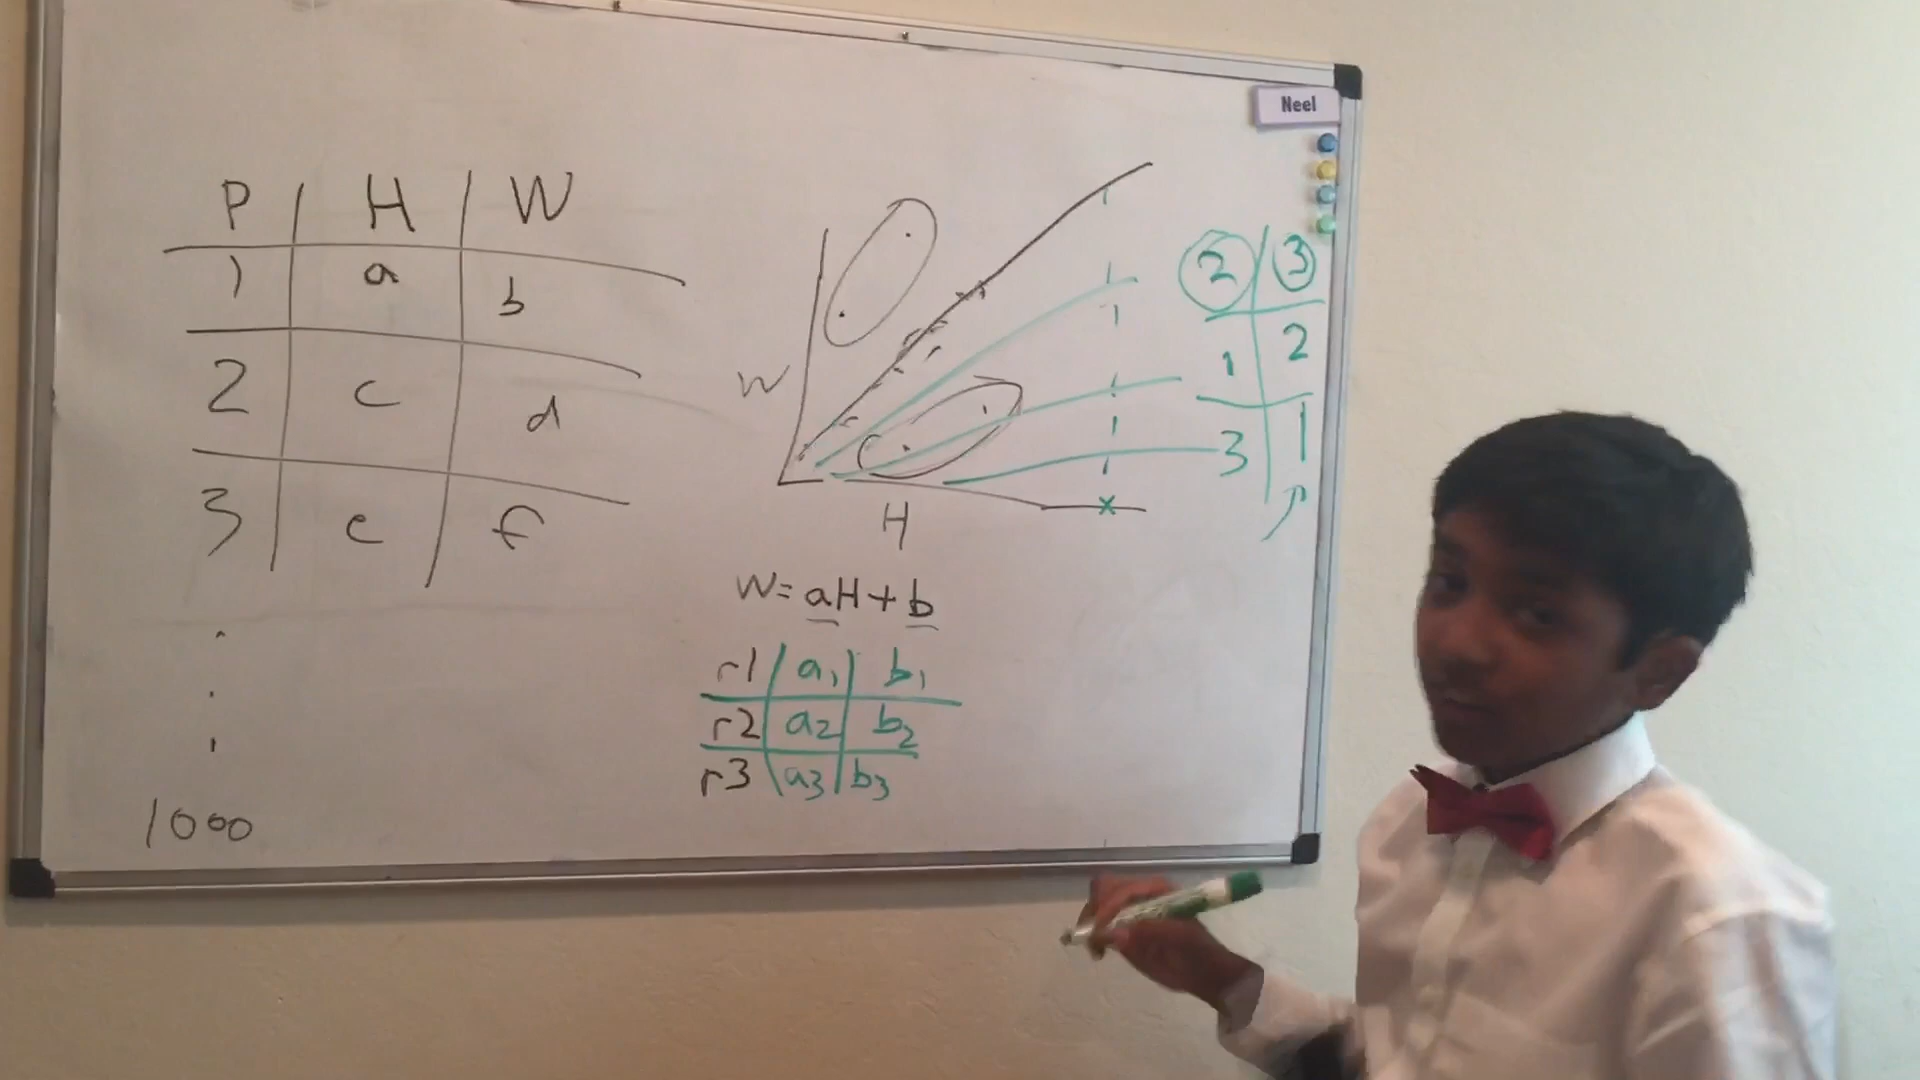 Neel
P H W
1 a b
2 c d
3 e f
1000
W
H
x
2 3
1 2
3 1
W = aH + b
r1 a1 b1
r2 a2 b2
r3 a3 b3